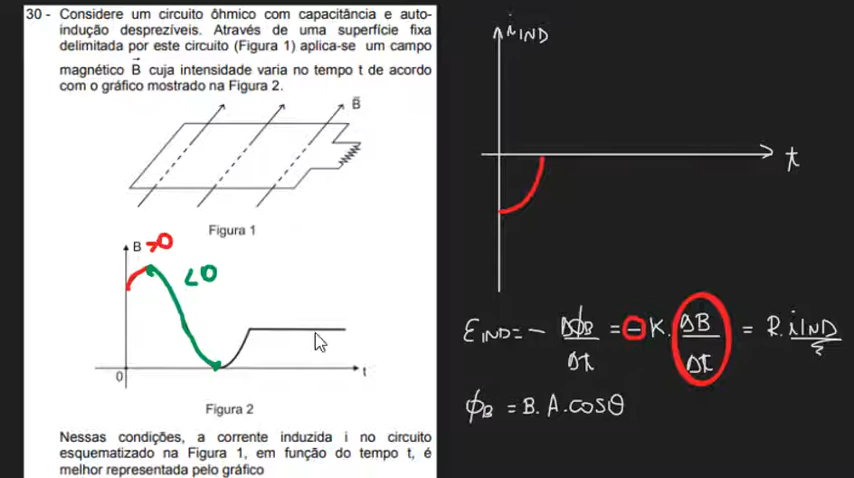 30 - Considere um circuito ôhmico com capacitância e auto-
indução desprezíveis. Através de uma superfície fixa
delimitada por este circuito (Figura 1) aplica-se um campo
magnético B⃗ cuja intensidade varia no tempo t de acordo
com o gráfico mostrado na Figura 2.
B⃗
Figura 1
B >0
<0
0
t
Figura 2
Nessas condições, a corrente induzida i no circuito
esquematizado na Figura 1, em função do tempo t, é
melhor representada pelo gráfico
iIND
t
εIND = - ΔϕB/Δt = - K. ΔB/Δt = R.iIND
ϕB = B.A.cosθ